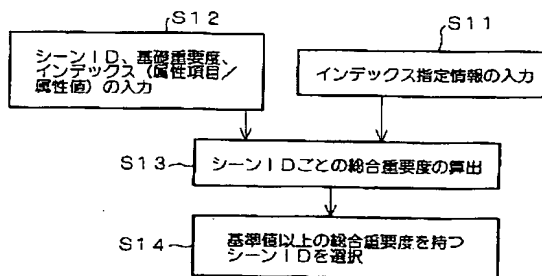 S12
シーンID、基礎重要度、
インデックス（属性項目／
属性値）の入力
S11
インデックス指定情報の入力
S13
シーンIDごとの総合重要度の算出
S14
基準値以上の総合重要度を持つ
シーンIDを選択